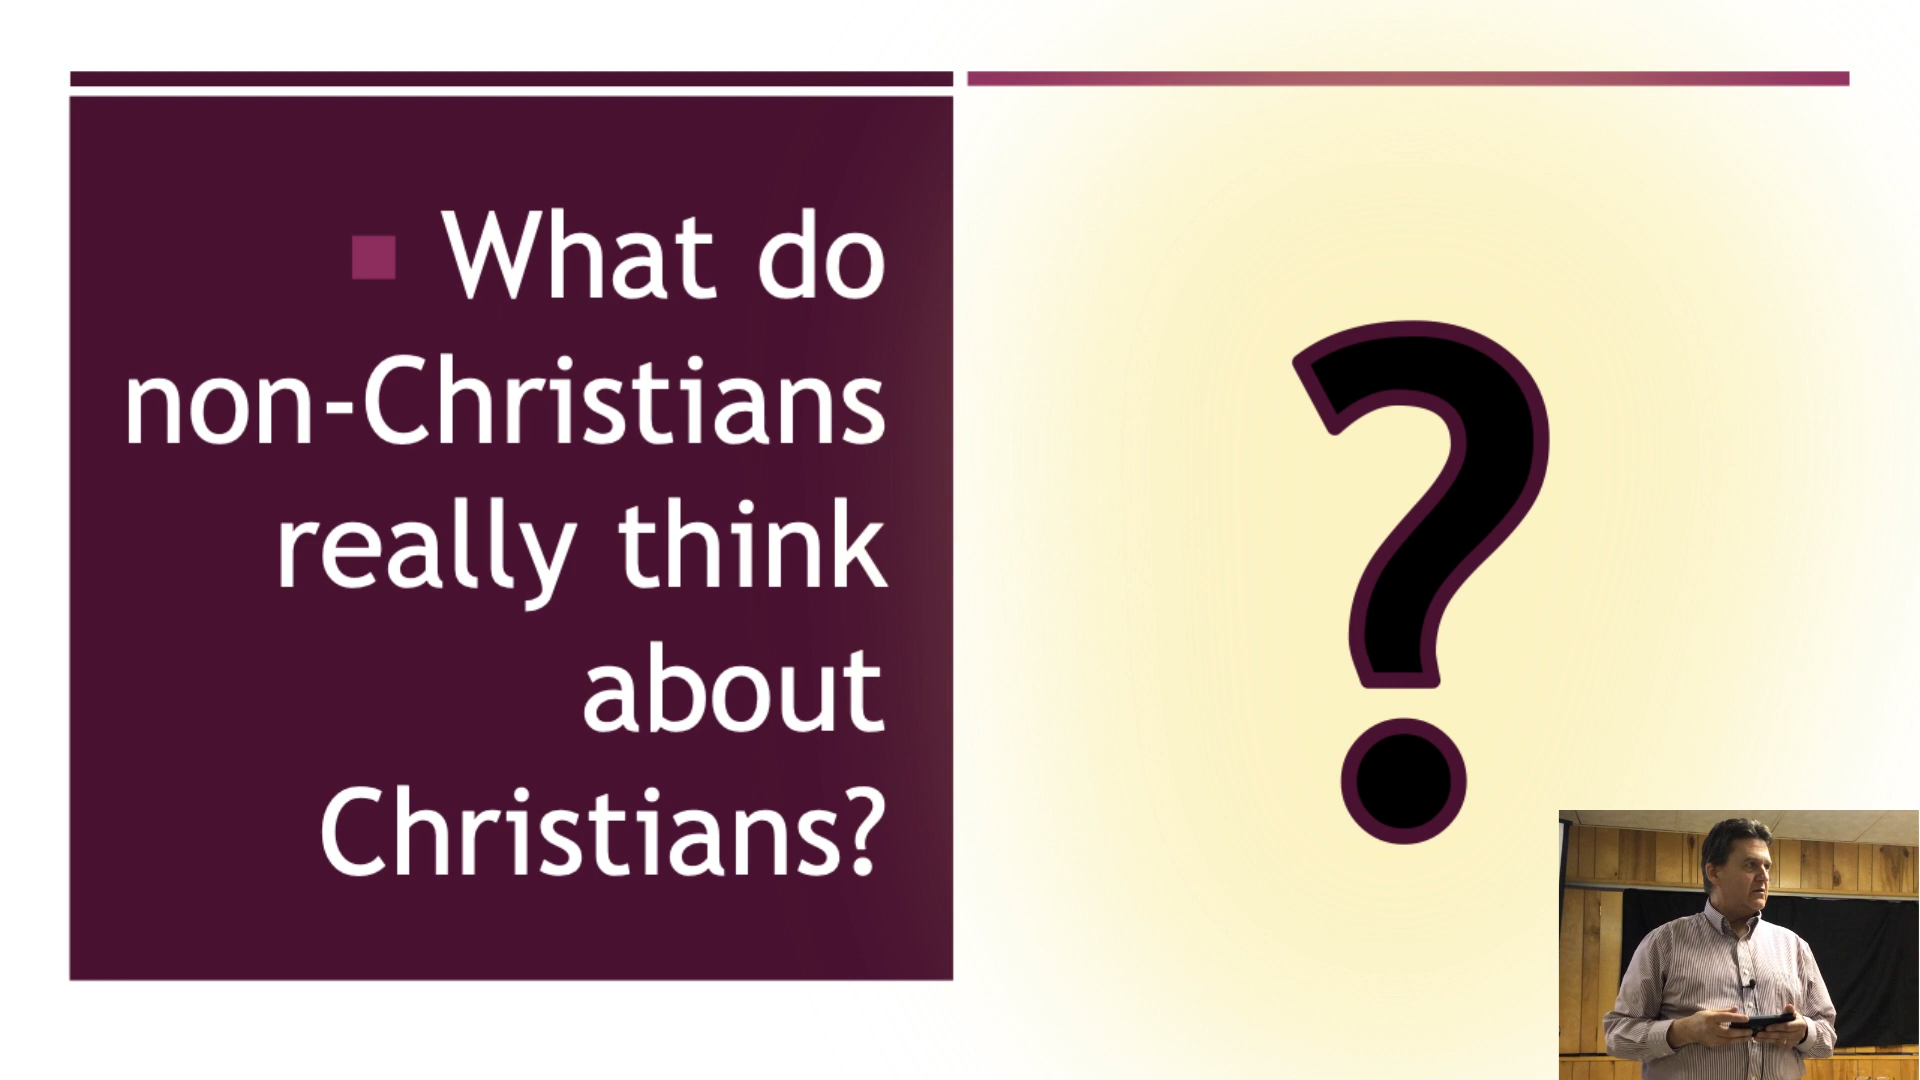 What do
non-Christians
really think
about
Christians?
?